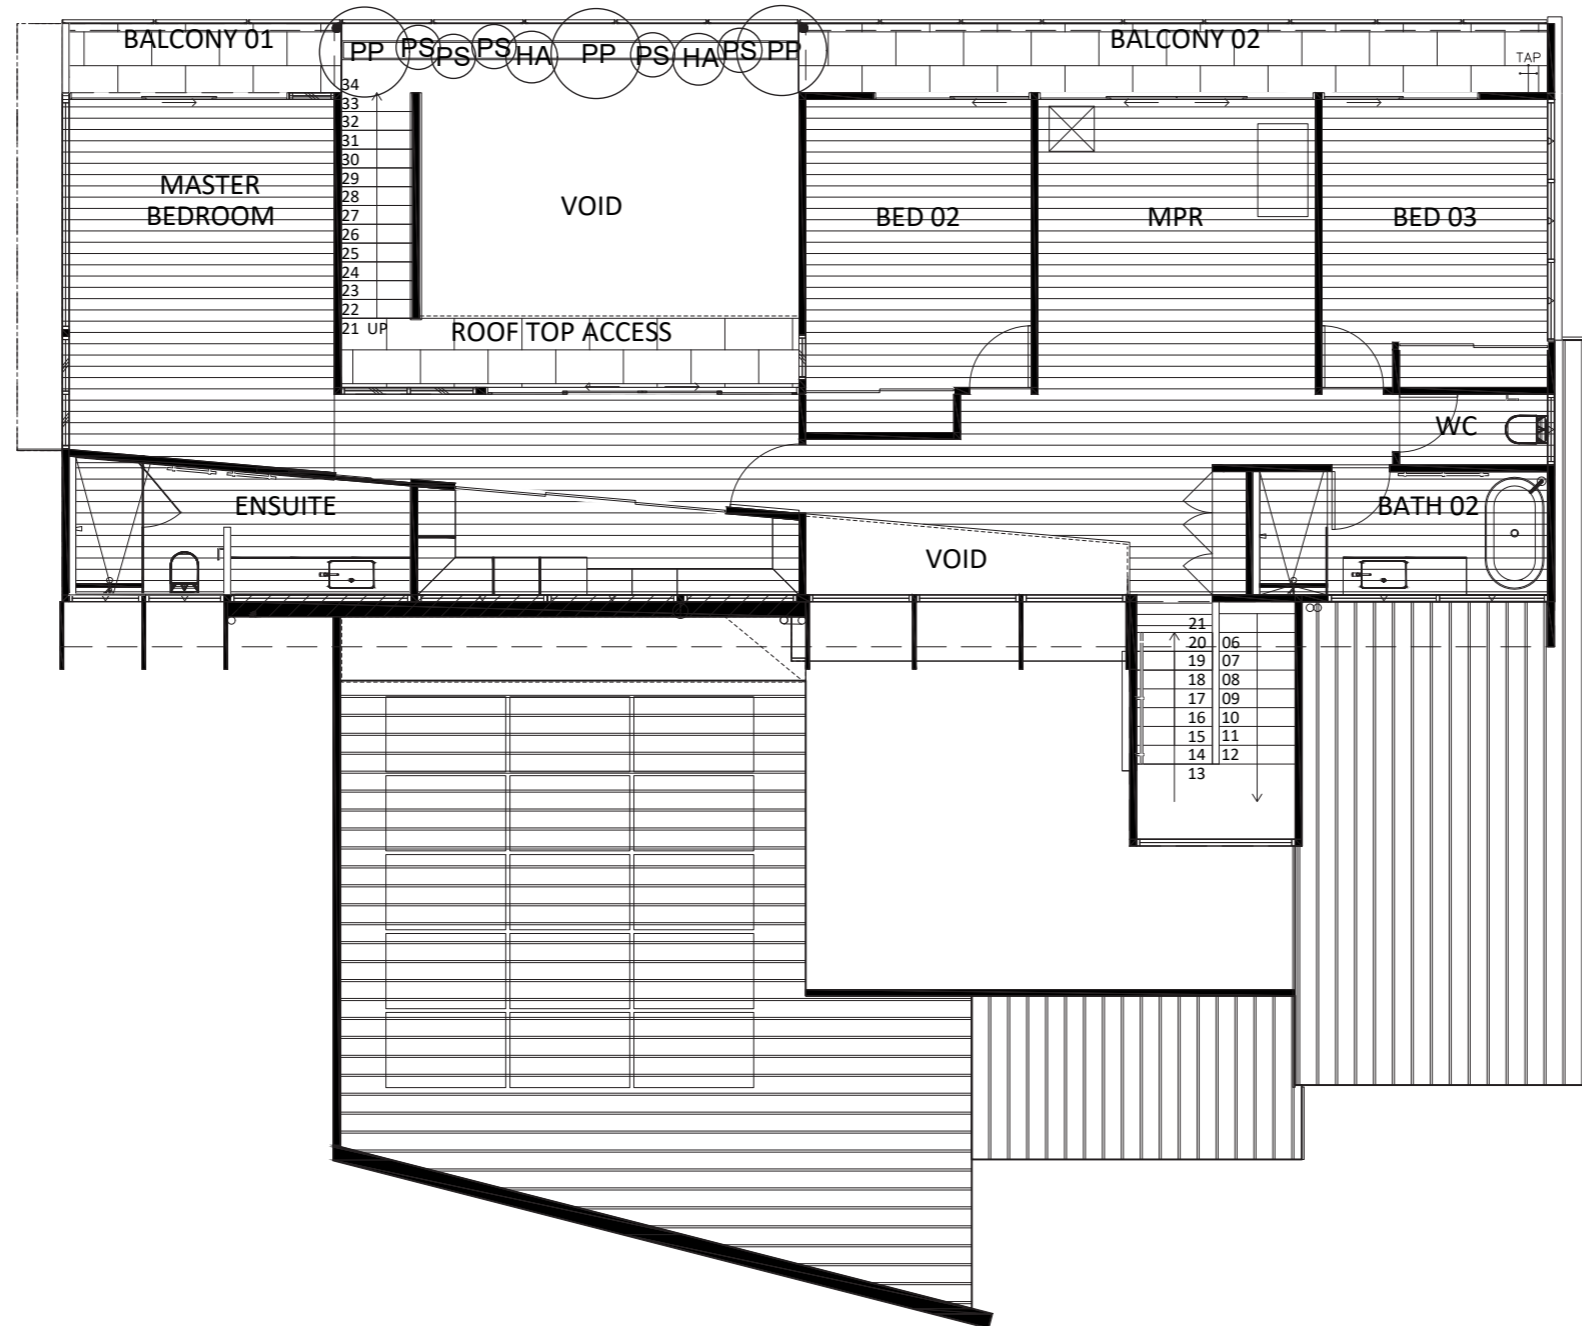 BALCONY 01
PP PS PS PS HA PP PS HA PS PP
BALCONY 02
TAP
34
33
32
31
30
29
28
27
26
25
24
23
22
21 UP
MASTER
BEDROOM
VOID
BED 02
MPR
BED 03
ROOF TOP ACCESS
WC
ENSUITE
BATH 02
VOID
21
20 06
19 07
18 08
17 09
16 10
15 11
14 12
13